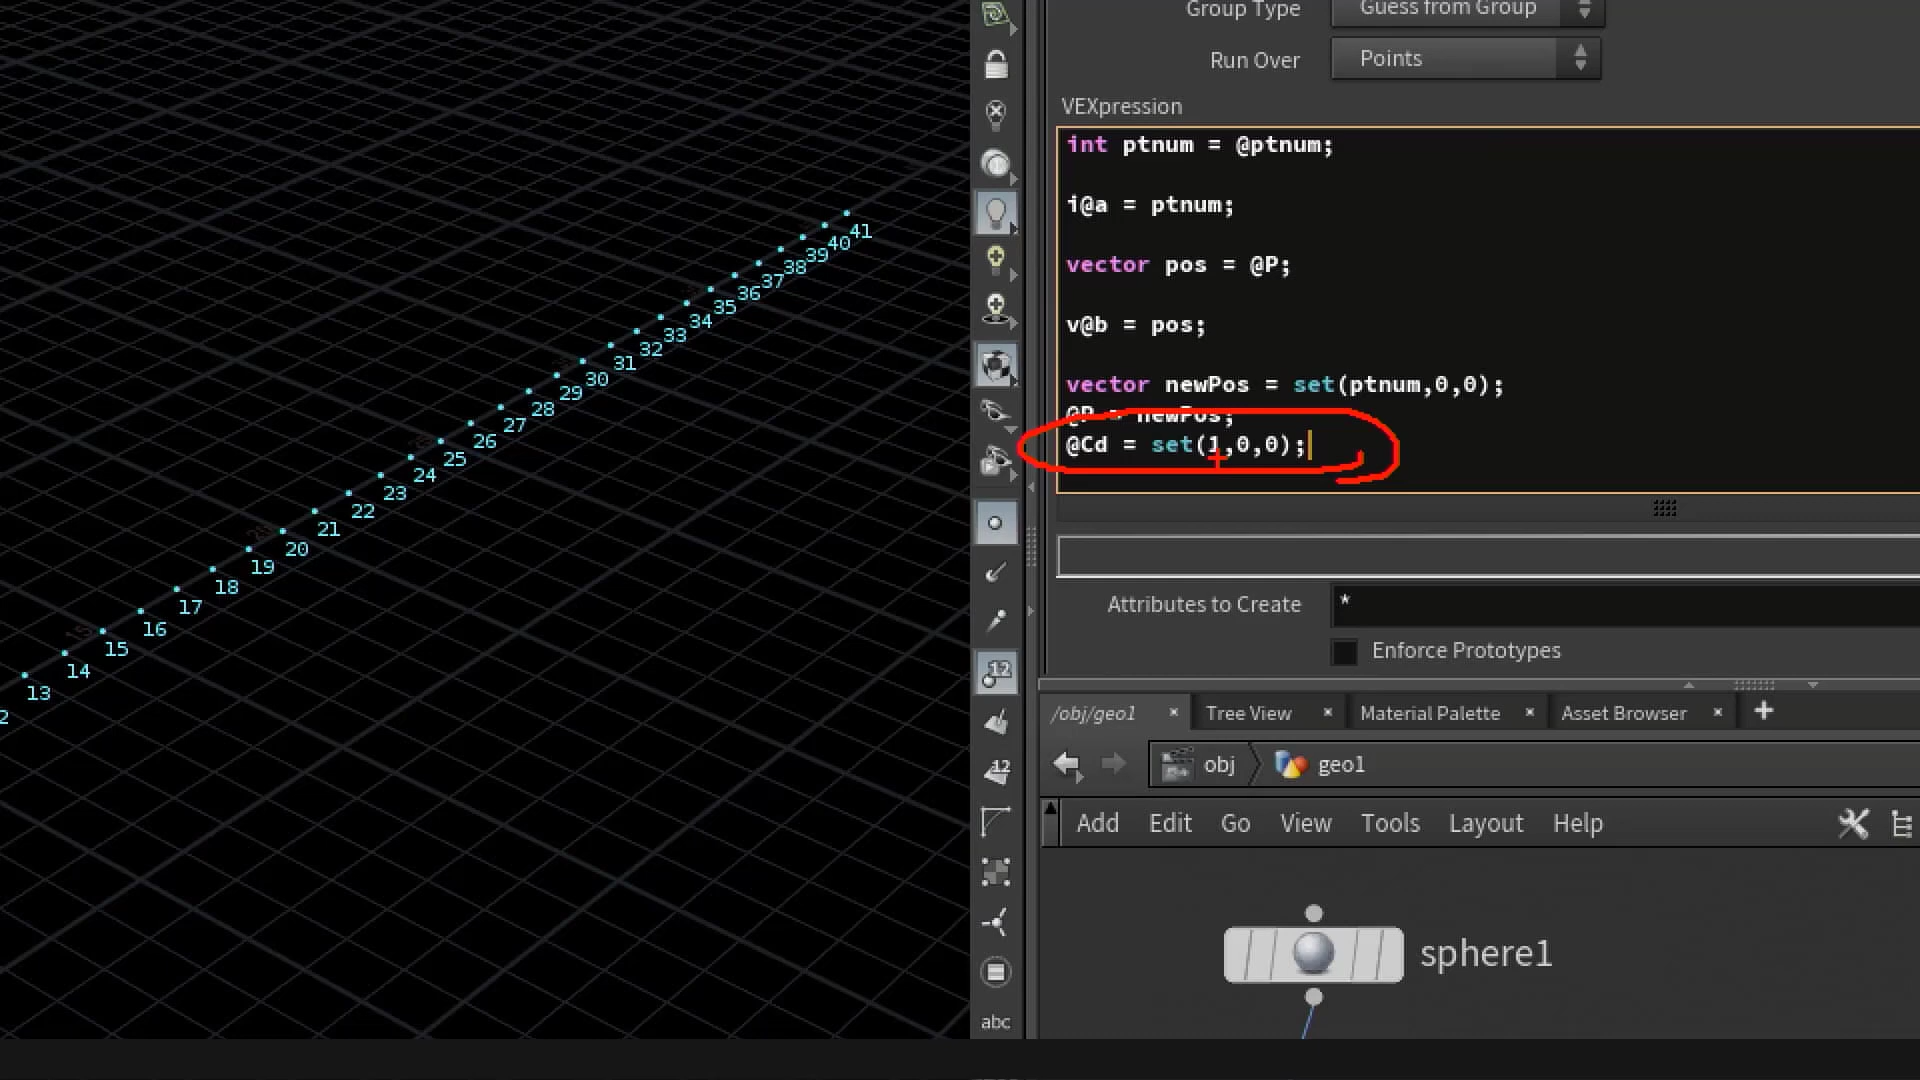 Group Type Guess from Group
Run Over Points
VEXpression
int ptnum = @ptnum;
i@a = ptnum;
vector pos = @P;
v@b = pos;
vector newPos = set(ptnum,0,0);
@P = newPos;
@Cd = set(1,0,0);
Attributes to Create *
Enforce Prototypes
/obj/geo1 × Tree View × Material Palette × Asset Browser × +
obj geo1
Add Edit Go View Tools Layout Help
sphere1
12
12
abc
41
40
39
38
37
36
35
34
33
32
31
30
29
28
27
26
25
24
23
22
21
20
19
18
17
16
15
14
13
2